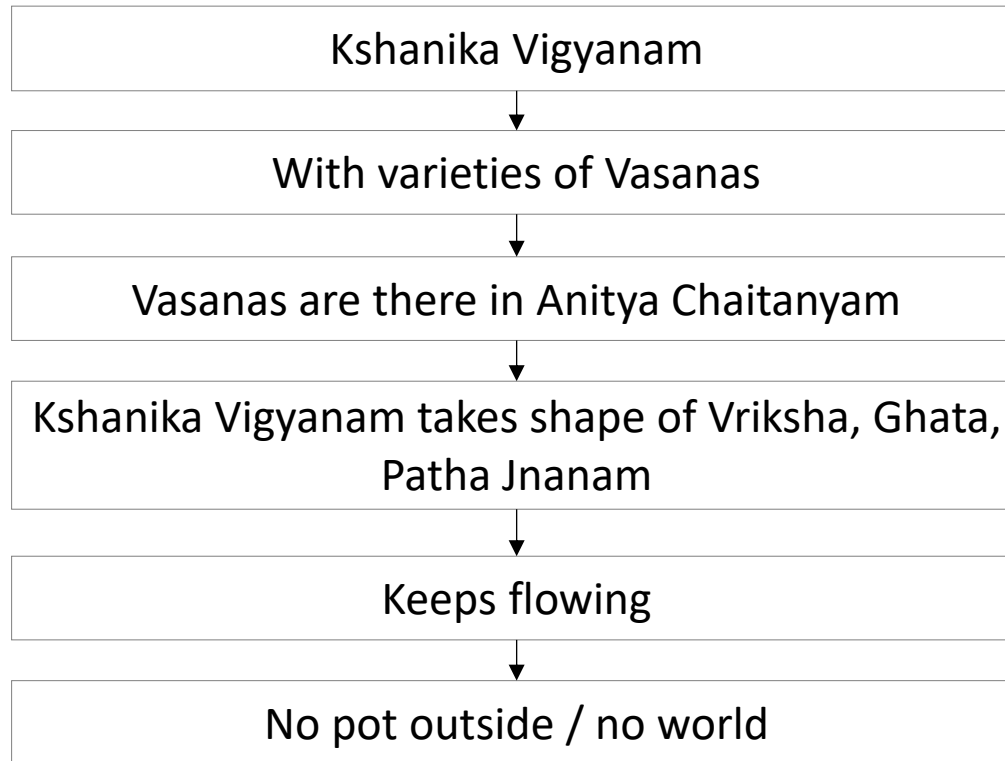 Kshanika Vigyanam
With varieties of Vasanas
Vasanas are there in Anitya Chaitanyam
Kshanika Vigyanam takes shape of Vriksha, Ghata,
Patha Jnanam
Keeps flowing
No pot outside / no world